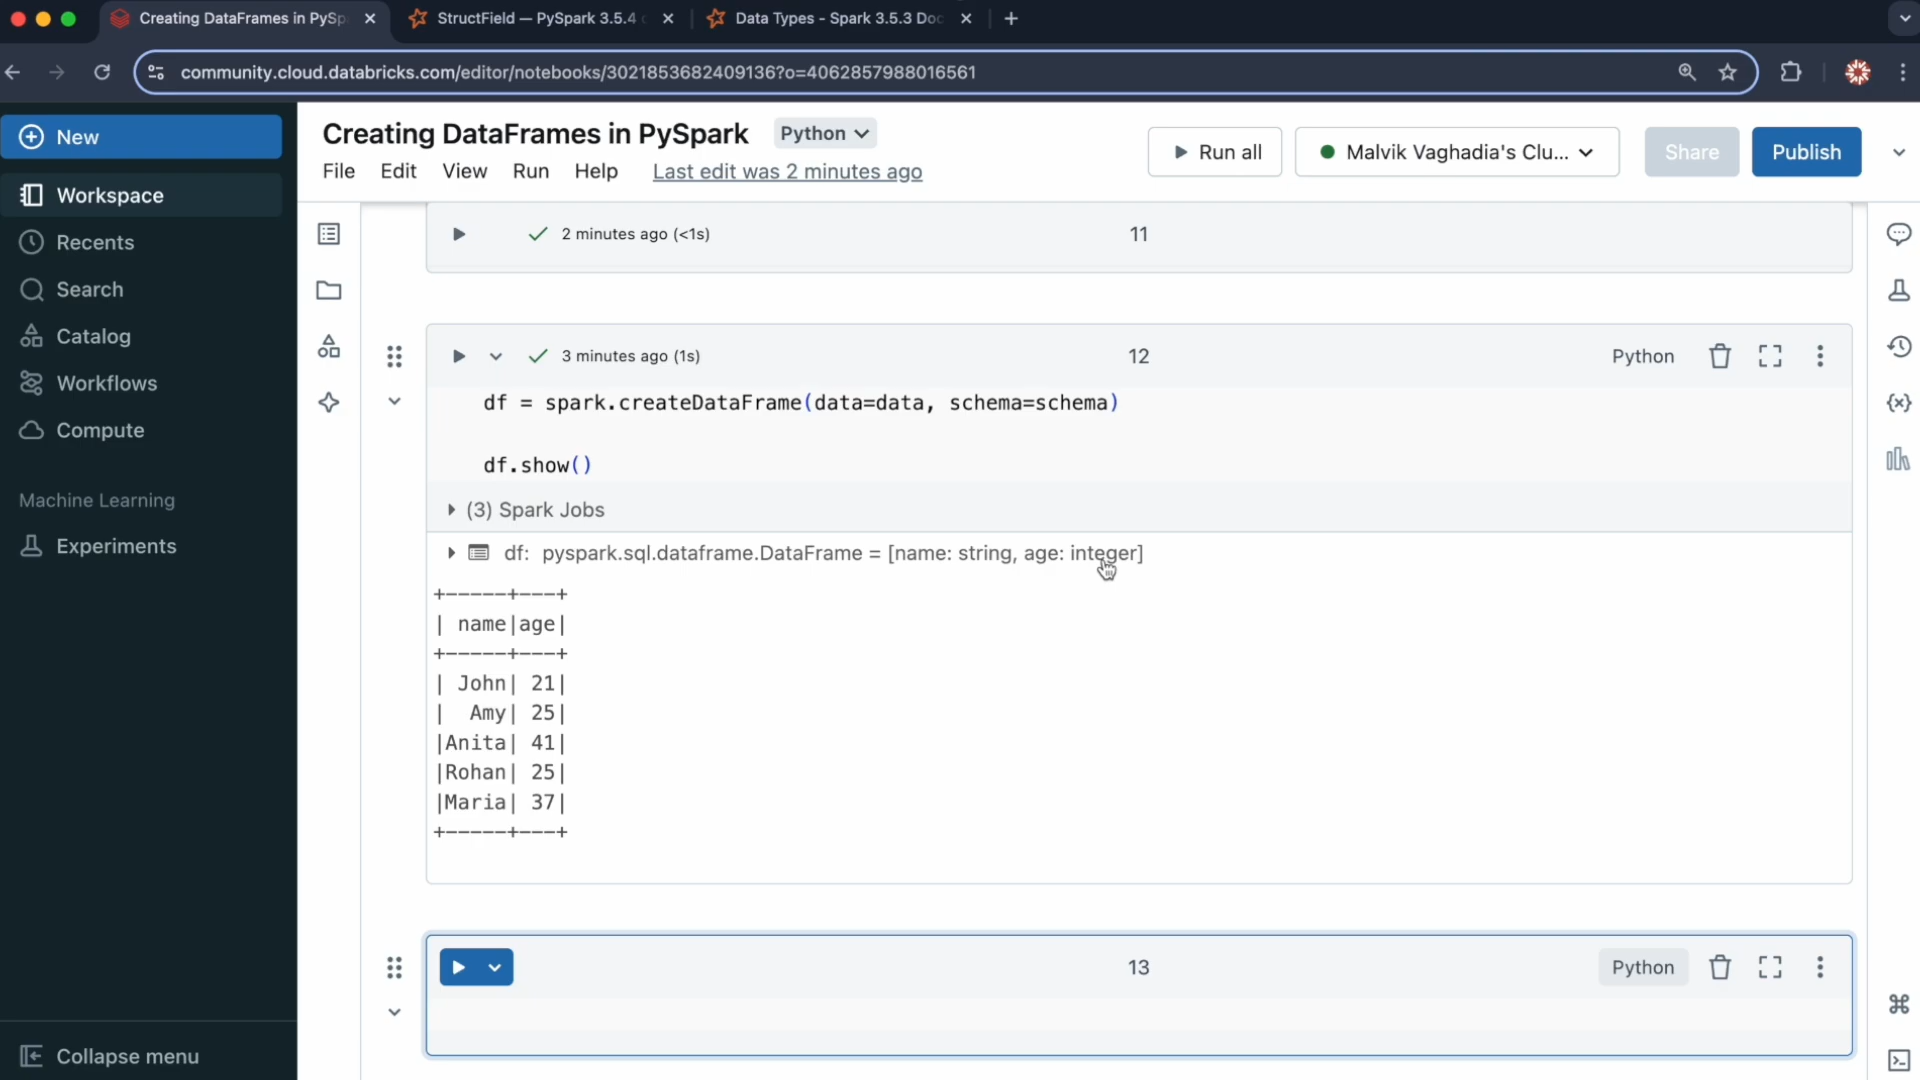 Creating DataFrames in PySp
StructField — PySpark 3.5.4
Data Types - Spark 3.5.3 Doc
community.cloud.databricks.com/editor/notebooks/3021853682409136?o=4062857988016561
New
Workspace
Recents
Search
Catalog
Workflows
Compute
Machine Learning
Experiments
Collapse menu
Creating DataFrames in PySpark
Python
File Edit View Run Help Last edit was 2 minutes ago
Run all
Malvik Vaghadia's Clu...
Share
Publish
2 minutes ago (<1s)
11
3 minutes ago (1s)
12
Python
df = spark.createDataFrame(data=data, schema=schema)
df.show()
(3) Spark Jobs
df: pyspark.sql.dataframe.DataFrame = [name: string, age: integer]
+-----+---+
| name|age|
+-----+---+
| John| 21|
|  Amy| 25|
|Anita| 41|
|Rohan| 25|
|Maria| 37|
+-----+---+
13
Python